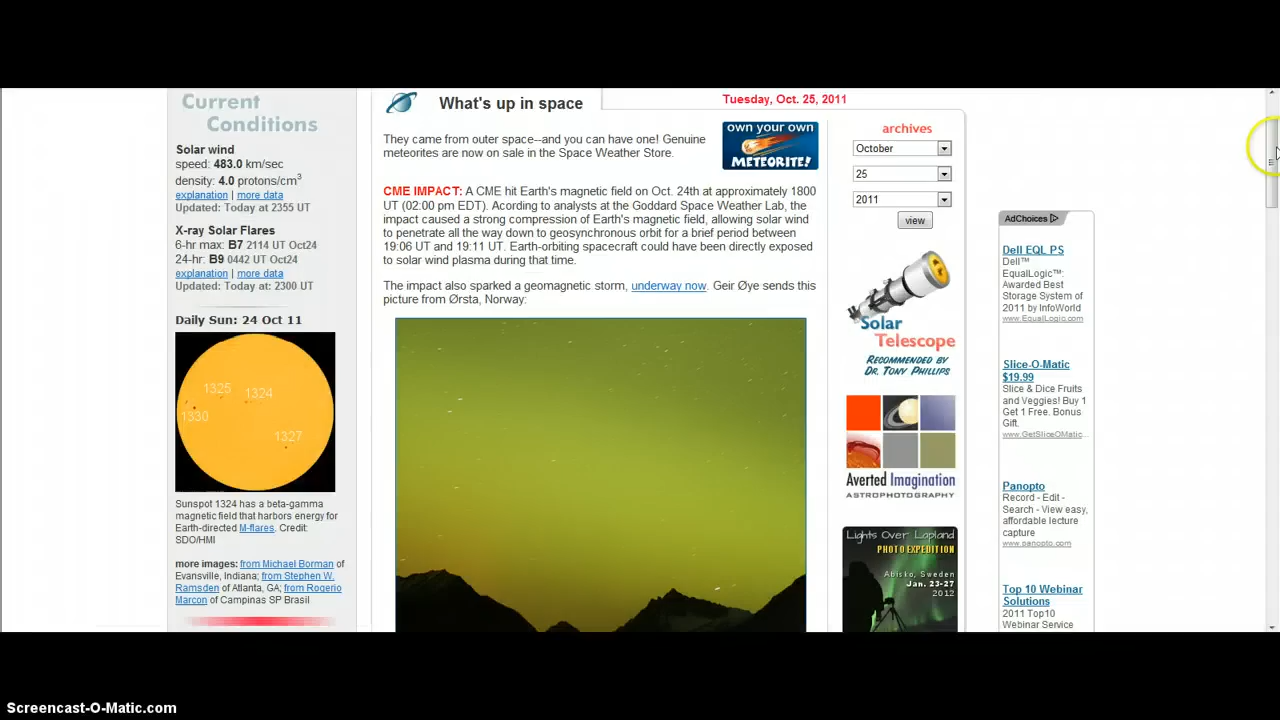 Current
Conditions
Solar wind
speed: 483.0 km/sec
density: 4.0 protons/cm3
explanation | more data
Updated: Today at 2355 UT
X-ray Solar Flares
6-hr max: B7 2114 UT Oct24
24-hr: B9 0442 UT Oct24
explanation | more data
Updated: Today at: 2300 UT
Daily Sun: 24 Oct 11
1325
1324
1330
1327
Sunspot 1324 has a beta-gamma
magnetic field that harbors energy for
Earth-directed M-flares. Credit:
SDO/HMI
more images: from Michael Borman of
Evansville, Indiana; from Stephen W.
Ramsden of Atlanta, GA; from Rogerio
Marcon of Campinas SP Brasil
What's up in space
Tuesday, Oct. 25, 2011
They came from outer space--and you can have one! Genuine
meteorites are now on sale in the Space Weather Store.
own your own
METEORITE!
CME IMPACT: A CME hit Earth's magnetic field on Oct. 24th at approximately 1800
UT (02:00 pm EDT). Acording to analysts at the Goddard Space Weather Lab, the
impact caused a strong compression of Earth's magnetic field, allowing solar wind
to penetrate all the way down to geosynchronous orbit for a brief period between
19:06 UT and 19:11 UT. Earth-orbiting spacecraft could have been directly exposed
to solar wind plasma during that time.
The impact also sparked a geomagnetic storm, underway now. Geir Øye sends this
picture from Ørsta, Norway:
archives
October
25
2011
view
Solar
Telescope
RECOMMENDED BY
DR. TONY PHILLIPS
Averted Imagination
ASTROPHOTOGRAPHY
Lights Over Lapland
PHOTO EXPEDITION
Abisko, Sweden
Jan. 23-27
2012
AdChoices
Dell EQL PS
Dell™
EqualLogic™:
Awarded Best
Storage System of
2011 by InfoWorld
www.EqualLogic.com
Slice-O-Matic
$19.99
Slice & Dice Fruits
and Veggies! Buy 1
Get 1 Free. Bonus
Gift.
www.GetSliceOMatic...
Panopto
Record - Edit -
Search - View easy,
affordable lecture
capture
www.panopto.com
Top 10 Webinar
Solutions
2011 Top10
Webinar Service
Screencast-O-Matic.com